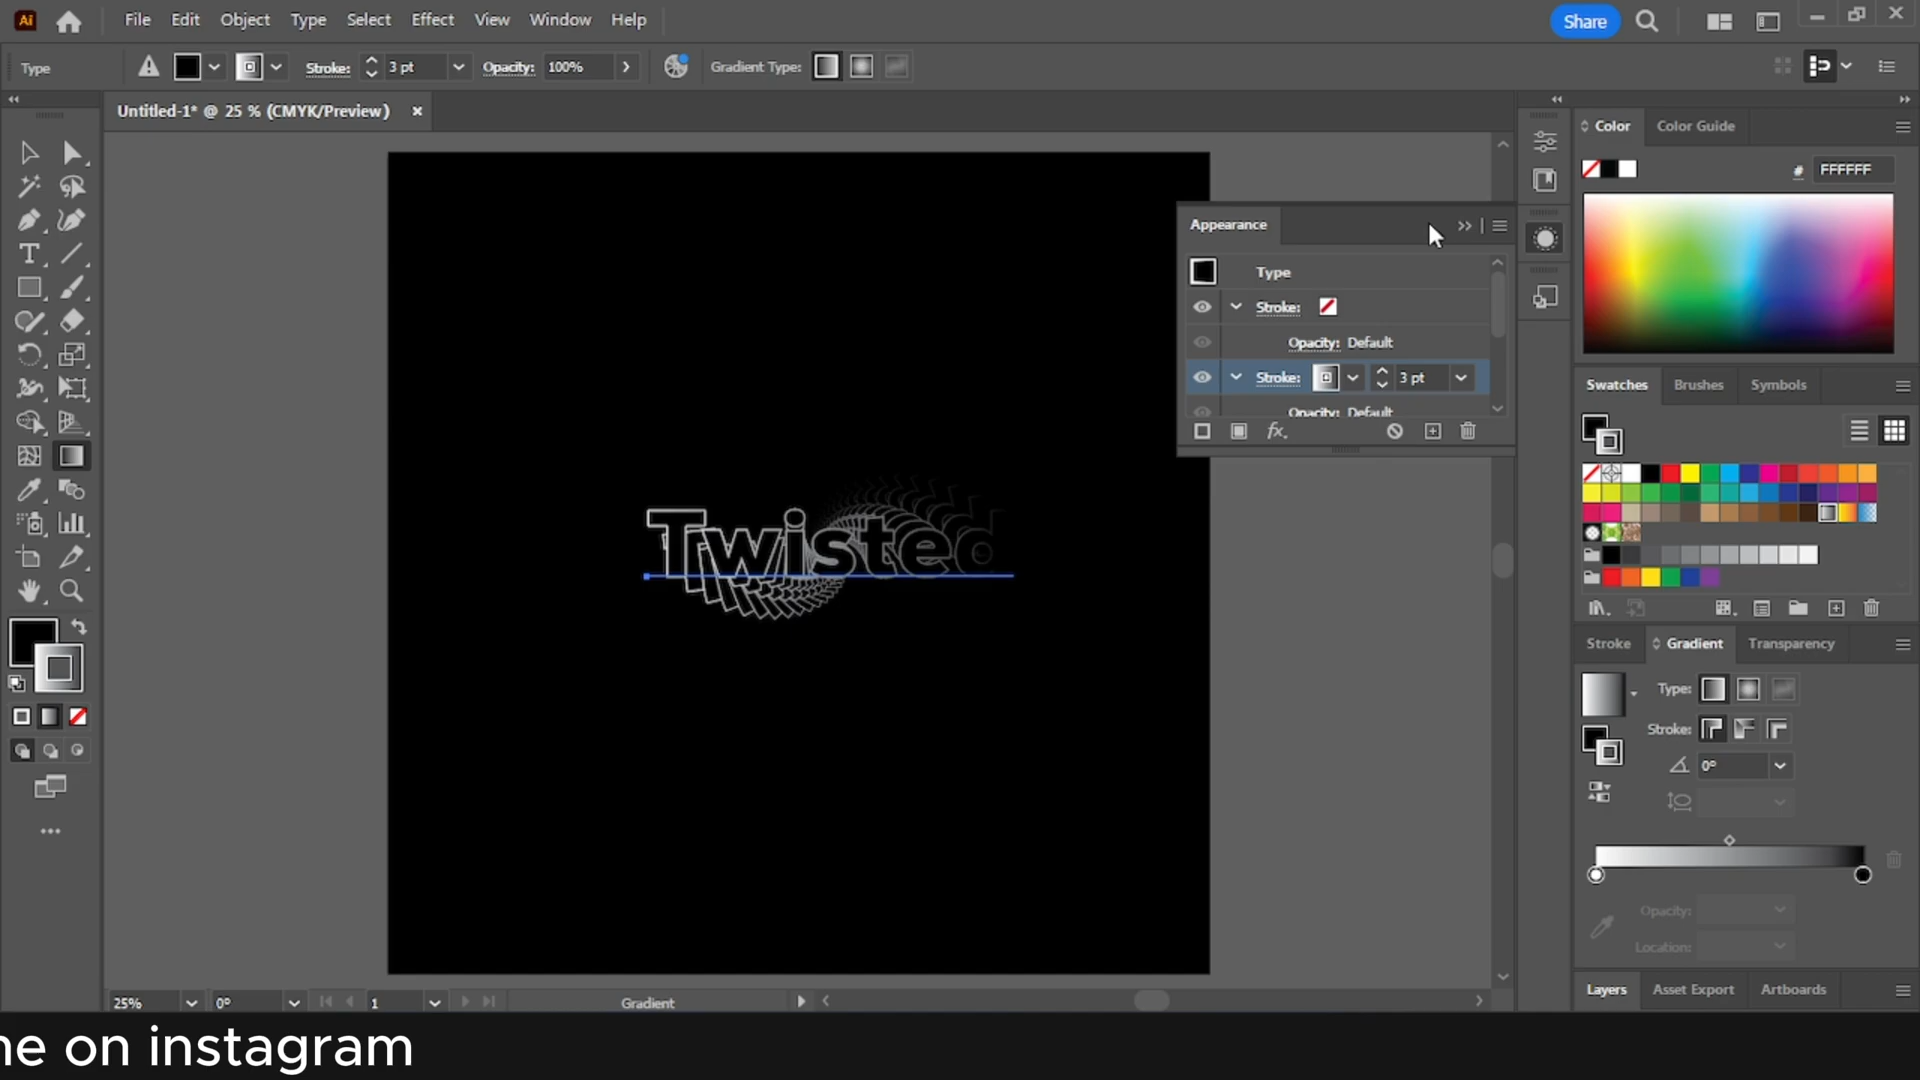 Ai File Edit Object Type Select Effect View Window Help Share
Type Stroke: 3 pt Opacity: 100% Gradient Type:
Untitled-1* @ 25 % (CMYK/Preview) ×
Color Color Guide
# FFFFFF
Appearance
Type
Stroke:
Opacity: Default
Stroke: 3 pt
Opacity: Default
fx.
Swatches Brushes Symbols
Twisted
Stroke Gradient Transparency
Type:
Stroke:
0°
Opacity:
Location:
25% 0° 1 Gradient
Layers Asset Export Artboards
ne on instagram